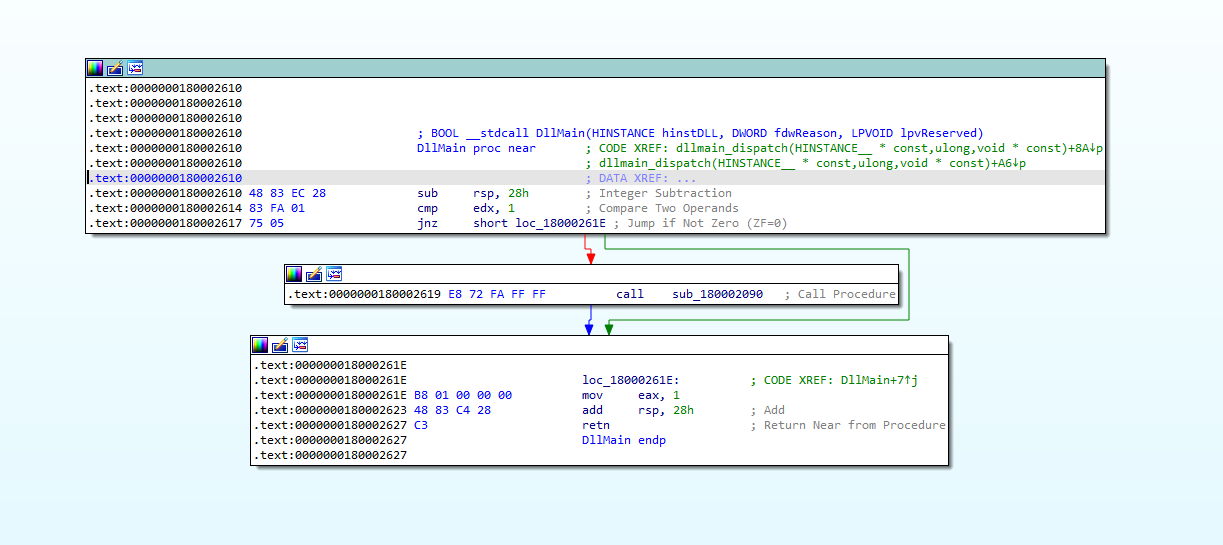 .text:0000000180002610
.text:0000000180002610
.text:0000000180002610
.text:0000000180002610 ; BOOL __stdcall DllMain(HINSTANCE hinstDLL, DWORD fdwReason, LPVOID lpvReserved)
.text:0000000180002610 DllMain proc near ; CODE XREF: dllmain_dispatch(HINSTANCE__ * const,ulong,void * const)+8A↓p
.text:0000000180002610 ; dllmain_dispatch(HINSTANCE__ * const,ulong,void * const)+A6↓p
.text:0000000180002610 ; DATA XREF: ...
.text:0000000180002610 48 83 EC 28 sub rsp, 28h ; Integer Subtraction
.text:0000000180002614 83 FA 01 cmp edx, 1 ; Compare Two Operands
.text:0000000180002617 75 05 jnz short loc_18000261E ; Jump if Not Zero (ZF=0)
.text:0000000180002619 E8 72 FA FF FF call sub_180002090 ; Call Procedure
.text:000000018000261E
.text:000000018000261E loc_18000261E: ; CODE XREF: DllMain+7↑j
.text:000000018000261E B8 01 00 00 00 mov eax, 1
.text:0000000180002623 48 83 C4 28 add rsp, 28h ; Add
.text:0000000180002627 C3 retn ; Return Near from Procedure
.text:0000000180002627 DllMain endp
.text:0000000180002627